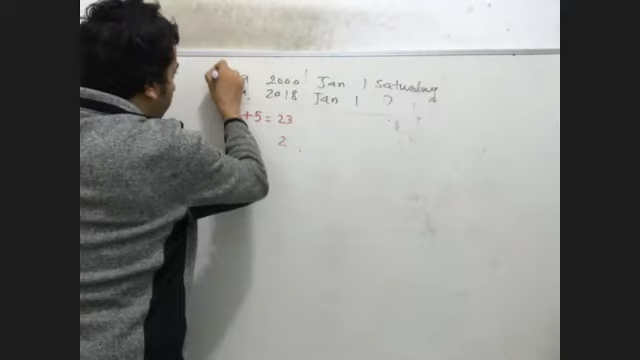 2000 Jan 1 Saturday
2018 Jan 1 ?
+5 = 23
2